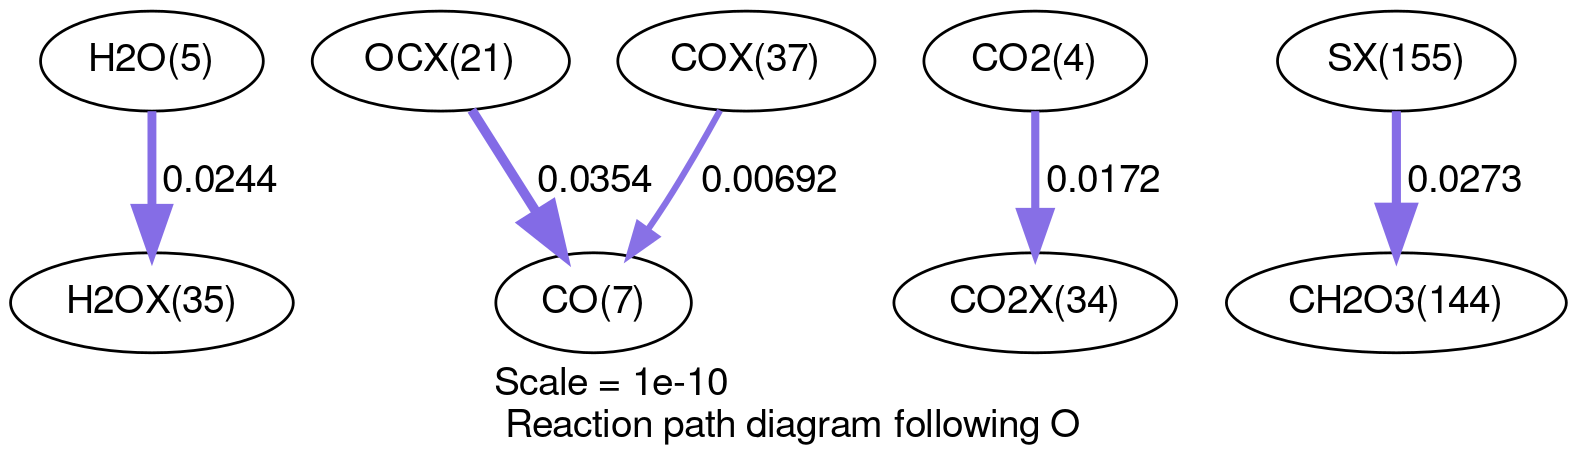 H2O(5) OCX(21) COX(37) CO2(4) SX(155)
0.0244 0.0354 0.00692 0.0172 0.0273
H2OX(35) CO(7) CO2X(34) CH2O3(144)
Scale = 1e-10
Reaction path diagram following O